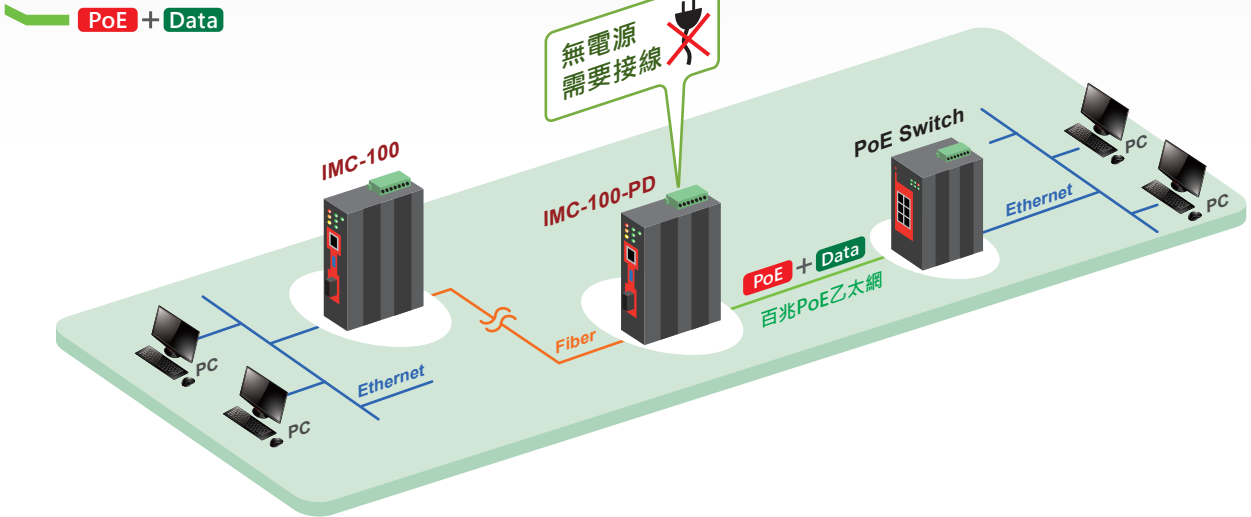 PoE + Data
無電源
需要接線
IMC-100
IMC-100-PD
PoE Switch
PC
PC
Ethernet
PoE + Data
百兆PoE乙太網
Fiber
Ethernet
PC
PC